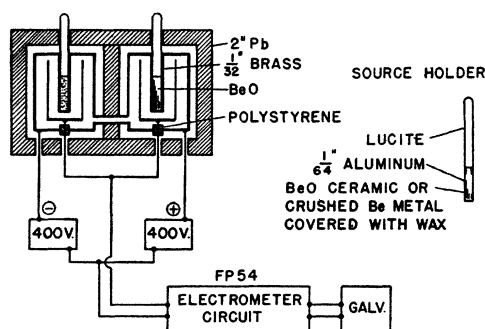 2" Pb
1/32" BRASS
BeO
POLYSTYRENE
SOURCE HOLDER
LUCITE
1/64" ALUMINUM
BeO CERAMIC OR
CRUSHED Be METAL
COVERED WITH WAX
⊖
⊕
400V.
400V.
FP54
ELECTROMETER
CIRCUIT
GALV.